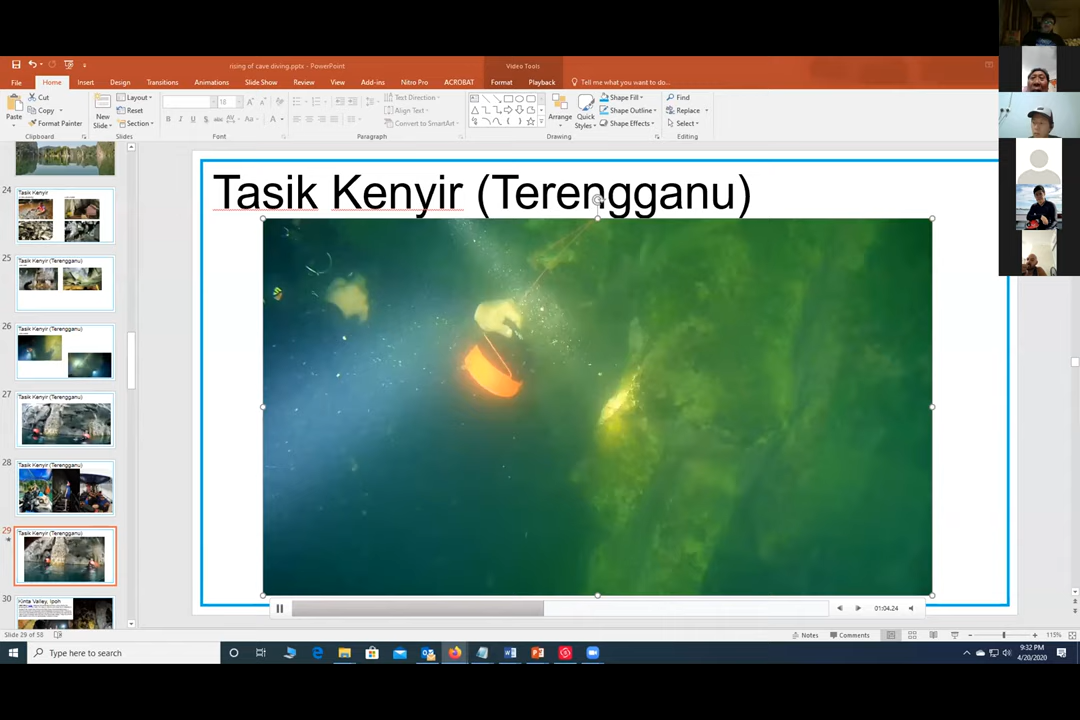 rising of cave diving.pptx - PowerPoint
Video Tools
File Home Insert Design Transitions Animations Slide Show Review View Add-ins Nitro Pro ACROBAT Format Playback Tell me what you want to do...
Paste
Cut
Copy
Format Painter
Clipboard
New Slide
Layout
Reset
Section
Slides
18
Font
Text Direction
Align Text
Convert to SmartArt
Paragraph
Arrange
Quick Styles
Shape Fill
Shape Outline
Shape Effects
Drawing
Find
Replace
Select
Editing
24
Tasik Kenyir
25
Tasik Kenyir (Terengganu)
26
Tasik Kenyir (Terengganu)
27
Tasik Kenyir (Terengganu)
28
Tasik Kenyir (Terengganu)
29
Tasik Kenyir (Terengganu)
30
Kinta Valley, Ipoh
Tasik Kenyir (Terengganu)
01:04.24
Slide 29 of 58
Notes Comments 115%
Type here to search
9:32 PM
4/20/2020